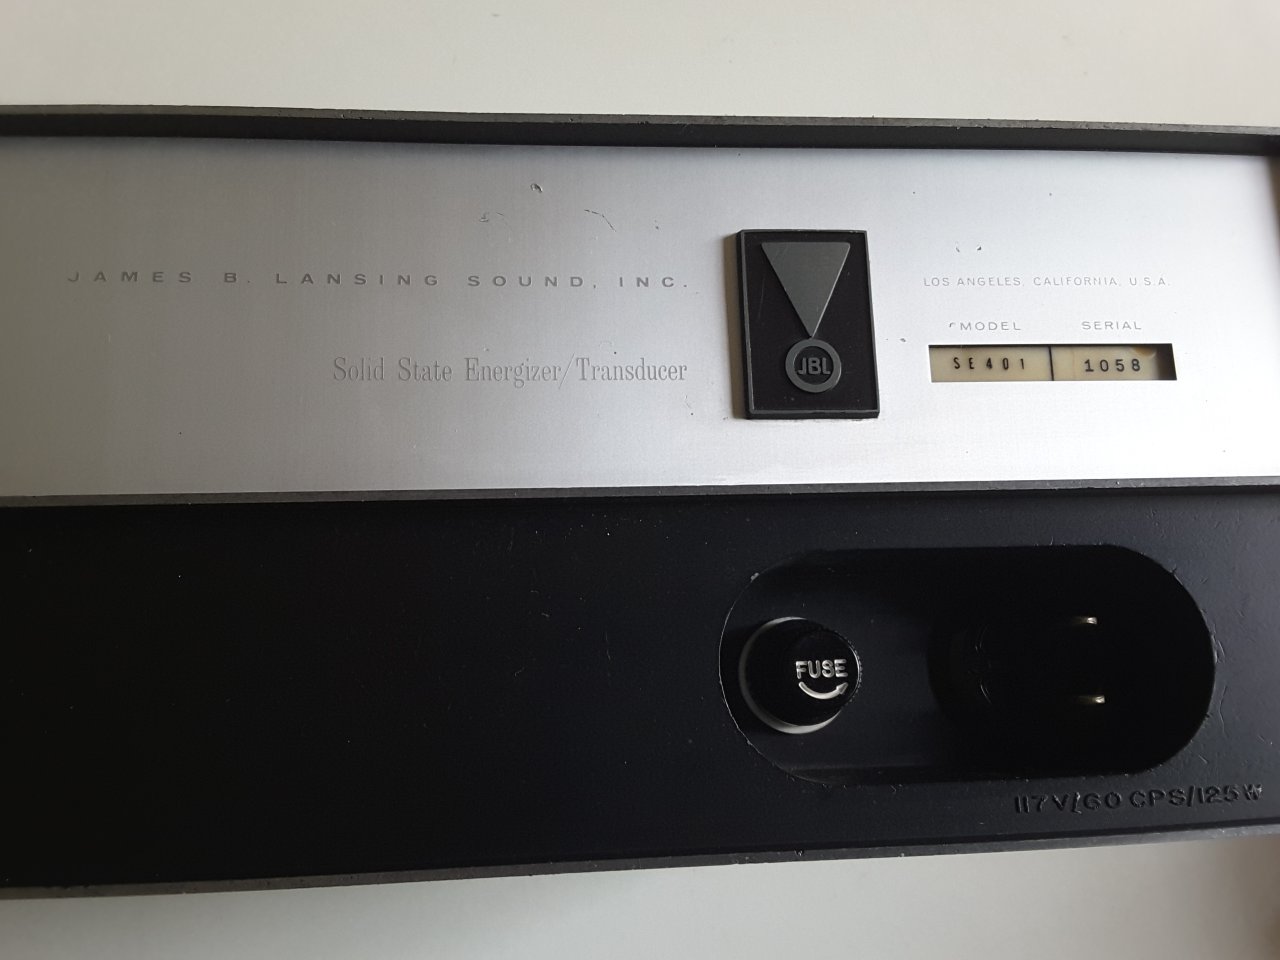 JAMES B. LANSING SOUND, INC.
Solid State Energizer/Transducer
JBL
LOS ANGELES, CALIFORNIA, U.S.A.
MODEL SERIAL
SE401 1058
FUSE
117V/60 CPS/125W